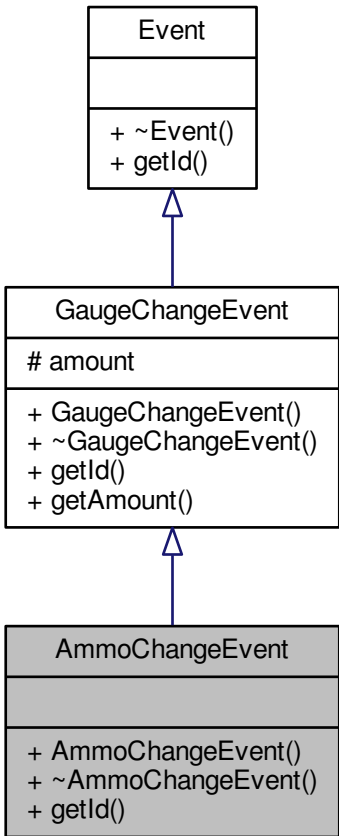 Event
+ ~Event()
+ getId()
GaugeChangeEvent
# amount
+ GaugeChangeEvent()
+ ~GaugeChangeEvent()
+ getId()
+ getAmount()
AmmoChangeEvent
+ AmmoChangeEvent()
+ ~AmmoChangeEvent()
+ getId()